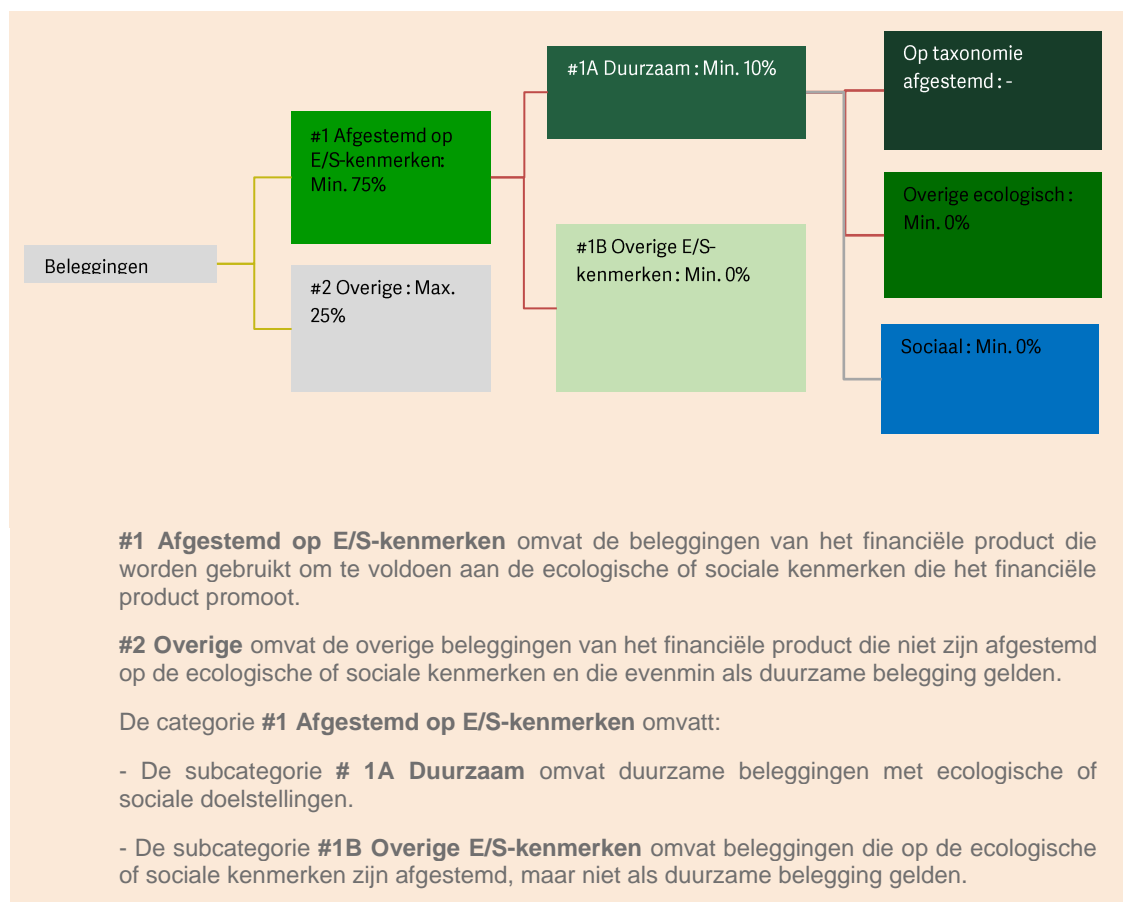 Beleggingen
#1 Afgestemd op
E/S-kenmerken:
Min. 75%
#2 Overige : Max.
25%
#1A Duurzaam : Min. 10%
#1B Overige E/S-
kenmerken : Min. 0%
Op taxonomie
afgestemd : -
Overige ecologisch :
Min. 0%
Sociaal : Min. 0%
#1 Afgestemd op E/S-kenmerken omvat de beleggingen van het financiële product die
worden gebruikt om te voldoen aan de ecologische of sociale kenmerken die het financiële
product promoot.
#2 Overige omvat de overige beleggingen van het financiële product die niet zijn afgestemd
op de ecologische of sociale kenmerken en die evenmin als duurzame belegging gelden.
De categorie #1 Afgestemd op E/S-kenmerken omvatt:
- De subcategorie # 1A Duurzaam omvat duurzame beleggingen met ecologische of
sociale doelstellingen.
- De subcategorie #1B Overige E/S-kenmerken omvat beleggingen die op de ecologische
of sociale kenmerken zijn afgestemd, maar niet als duurzame belegging gelden.